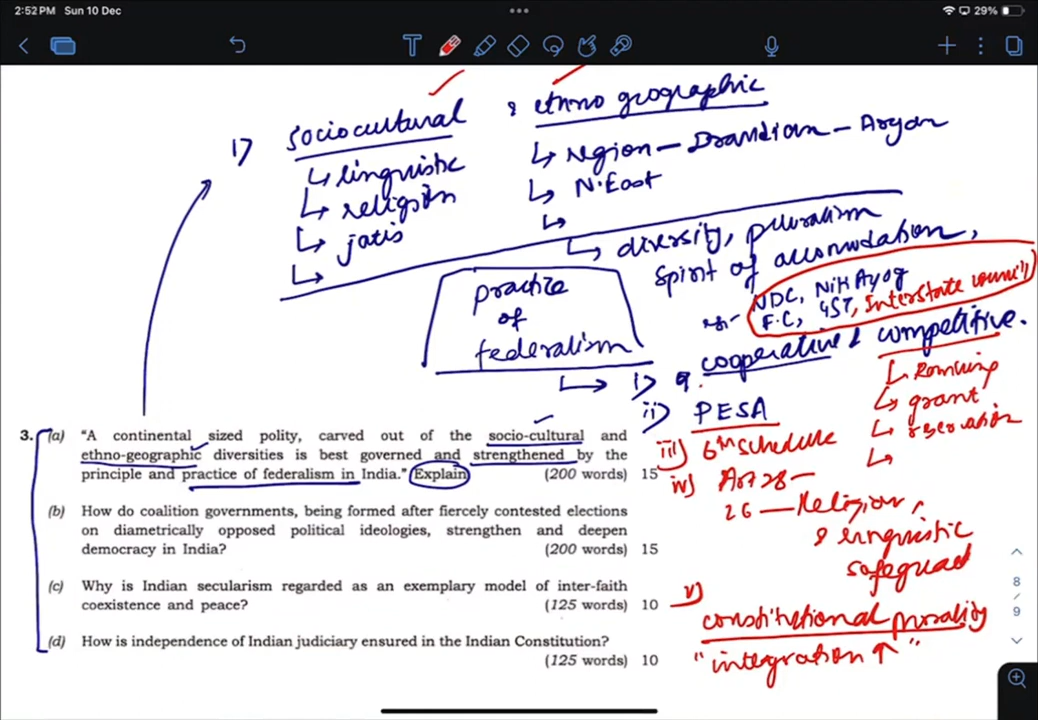 2:52 PM Sun 10 Dec
29%
1) sociocultural & ethno geographic
linguistic
religion
jatis
region - Dravidian - Aryan
N.East
diversity, pluralism
spirit of accomodation,
NDC, Niti Ayog
F.C, GST, Interstate council
practice
of
federalism
1) cooperative & competitive.
Ranking
grant
ii) PESA
iii) 6th schedule
iv) Art 28-
26 - Religion,
& linguistic
safeguad
v)
constitutional morality
"integration ↑"
3. (a) "A continental sized polity, carved out of the socio-cultural and
ethno-geographic diversities is best governed and strengthened by the
principle and practice of federalism in India." Explain
(200 words) 15
(b) How do coalition governments, being formed after fiercely contested elections
on diametrically opposed political ideologies, strengthen and deepen
democracy in India? (200 words) 15
(c) Why is Indian secularism regarded as an exemplary model of inter-faith
coexistence and peace? (125 words) 10
(d) How is independence of Indian judiciary ensured in the Indian Constitution?
(125 words) 10
8
/
9